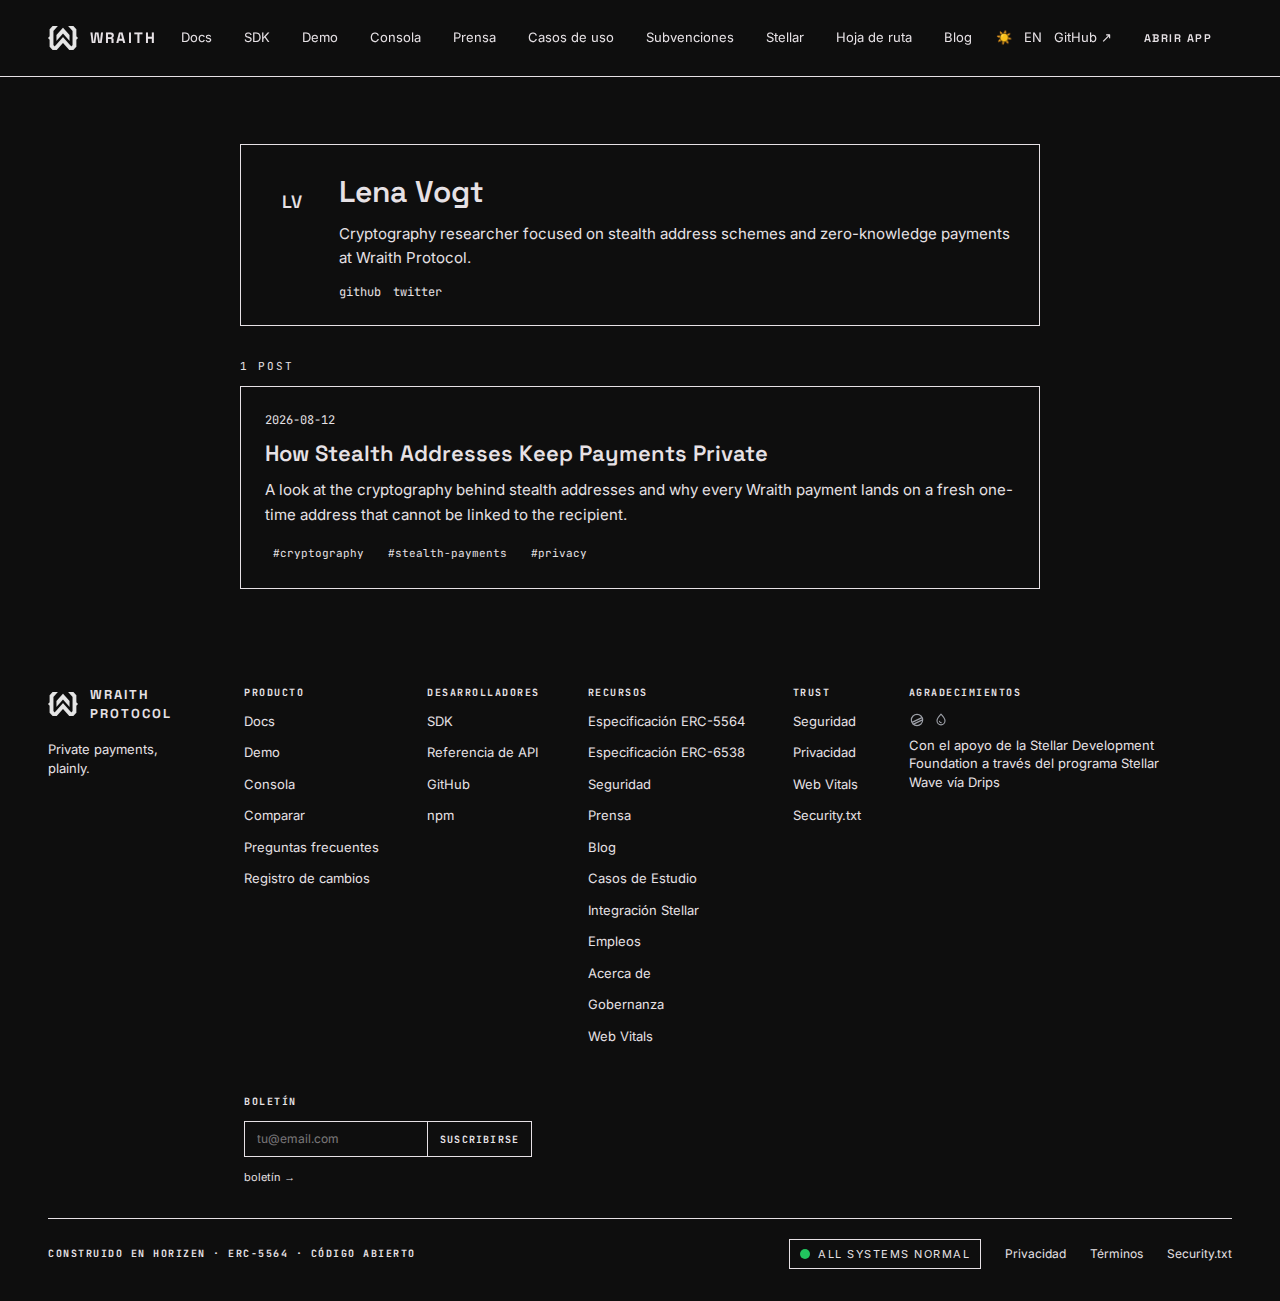 WRAITH Docs SDK Demo Consola Prensa Casos de uso Subvenciones Stellar Hoja de ruta Blog EN GitHub ↗ ABRIR APP
LV
Lena Vogt
Cryptography researcher focused on stealth address schemes and zero-knowledge payments
at Wraith Protocol.
github twitter
1 POST
2026-08-12
How Stealth Addresses Keep Payments Private
A look at the cryptography behind stealth addresses and why every Wraith payment lands on a fresh one-
time address that cannot be linked to the recipient.
#cryptography #stealth-payments #privacy
WRAITH
PROTOCOL
Private payments,
plainly.
PRODUCTO
Docs
Demo
Consola
Comparar
Preguntas frecuentes
Registro de cambios
DESARROLLADORES
SDK
Referencia de API
GitHub
npm
RECURSOS
Especificación ERC-5564
Especificación ERC-6538
Seguridad
Prensa
Blog
Casos de Estudio
Integración Stellar
Empleos
Acerca de
Gobernanza
Web Vitals
TRUST
Seguridad
Privacidad
Web Vitals
Security.txt
AGRADECIMIENTOS
Con el apoyo de la Stellar Development
Foundation a través del programa Stellar
Wave vía Drips
BOLETÍN
tu@email.com SUSCRIBIRSE
boletín →
CONSTRUIDO EN HORIZEN · ERC-5564 · CÓDIGO ABIERTO
ALL SYSTEMS NORMAL Privacidad Términos Security.txt